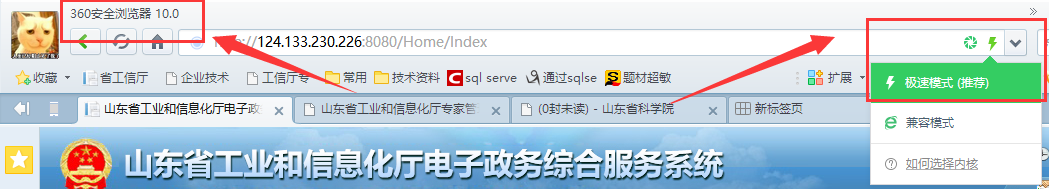 360安全浏览器 10.0
124.133.230.226:8080/Home/Index
极速模式 (推荐)
兼容模式
如何选择内核
收藏 省工信厅 企业技术 工信厅专 常用 技术资料 sql serve 通过sqlse 题材超敏 扩展
山东省工业和信息化厅电子政 山东省工业和信息化厅专家管 (0封未读) - 山东省科学院 新标签页
山东省工业和信息化厅电子政务综合服务系统